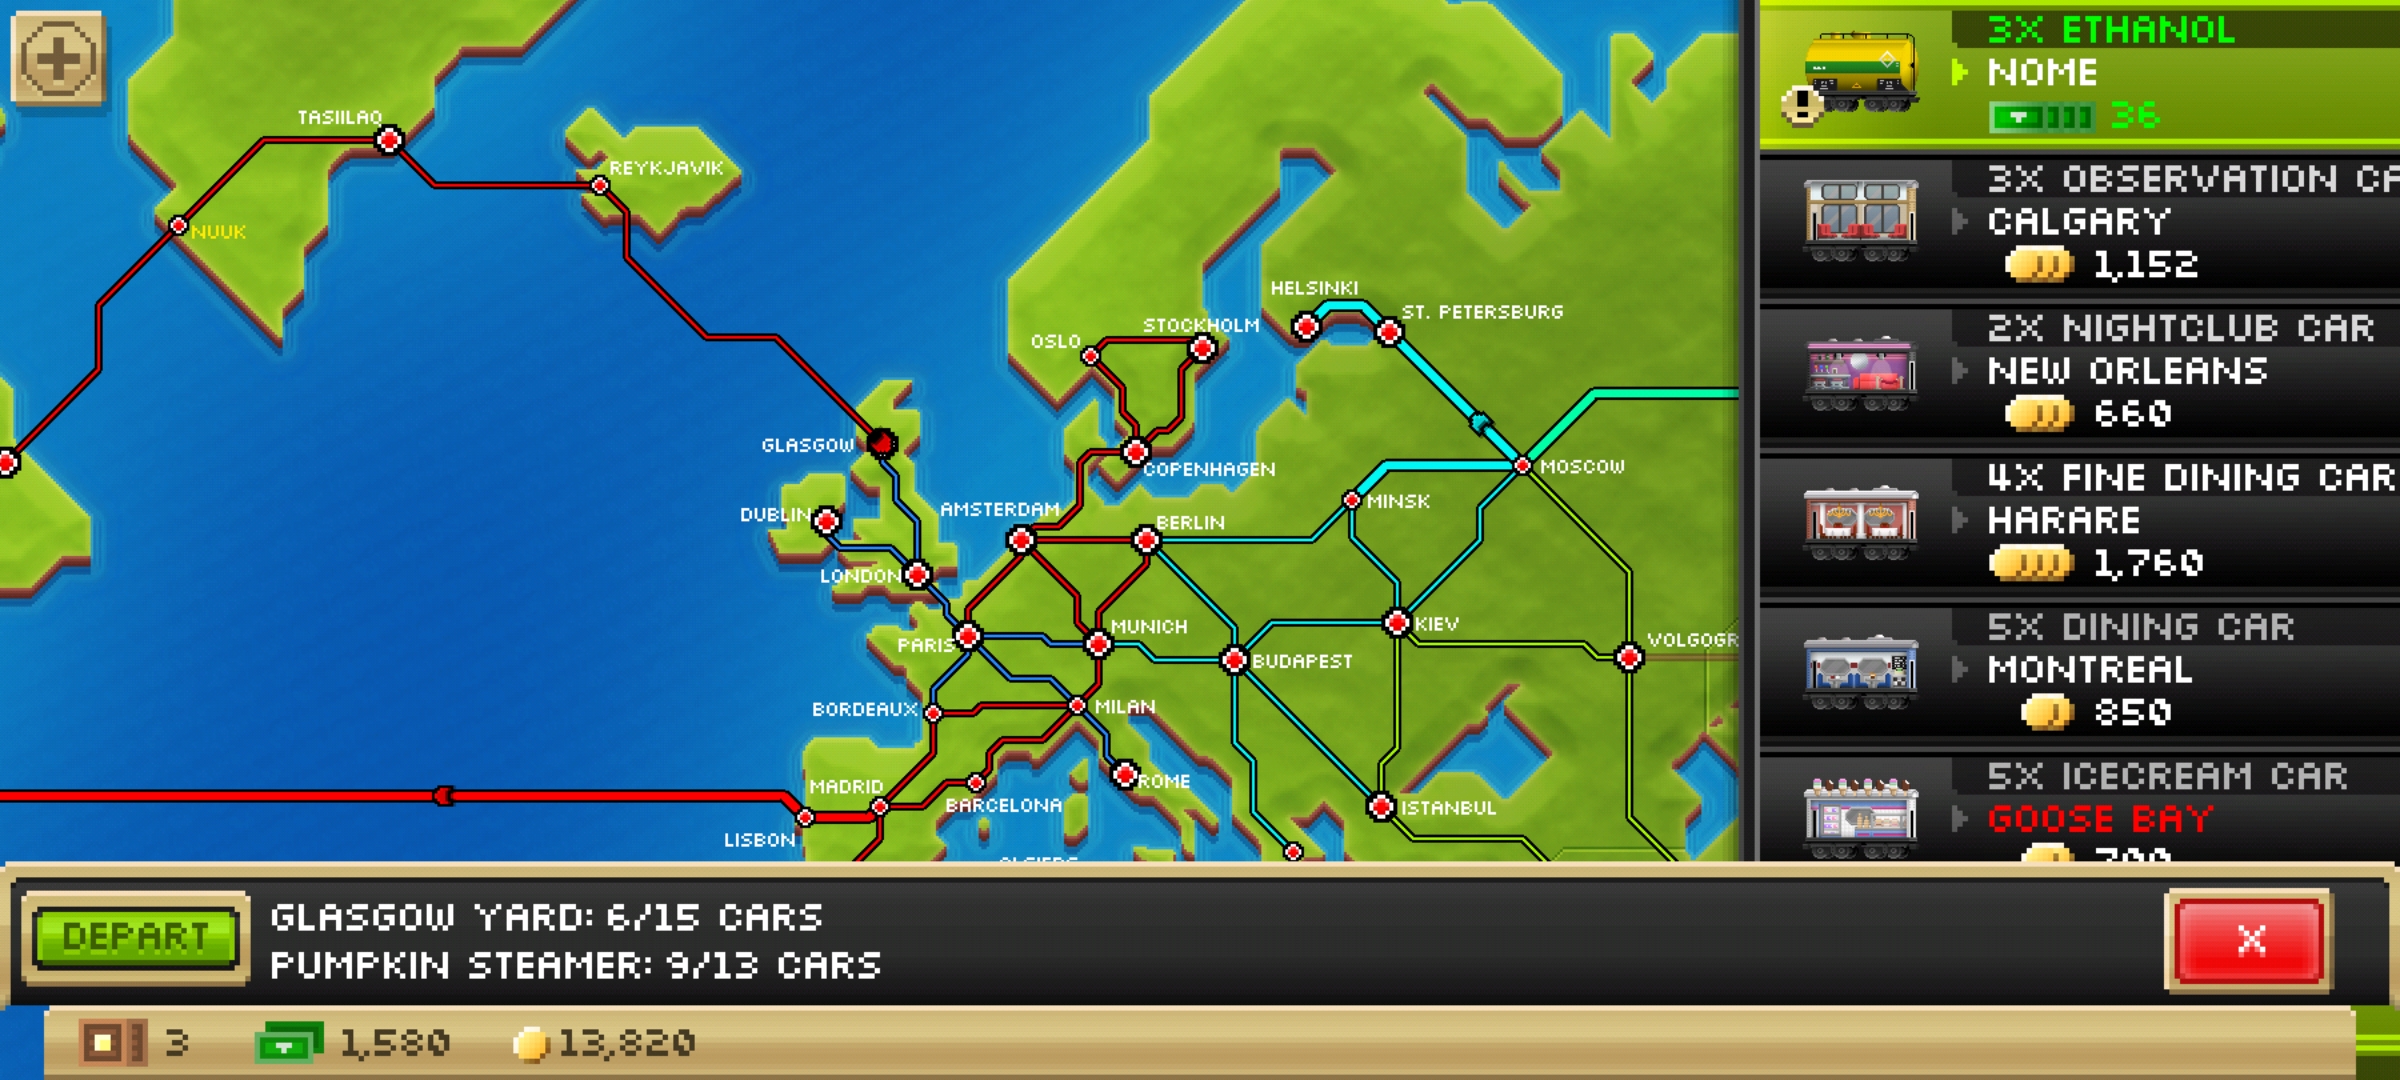 TASIILAQ
REYKJAVIK
NUUK
HELSINKI
ST. PETERSBURG
STOCKHOLM
OSLO
GLASGOW
COPENHAGEN
MOSCOW
MINSK
DUBLIN
AMSTERDAM
BERLIN
LONDON
MUNICH
KIEV
PARIS
BUDAPEST
VOLGOGR
BORDEAUX
MILAN
MADRID
ROME
BARCELONA
ISTANBUL
LISBON
3X ETHANOL
NOME
36
3X OBSERVATION CA
CALGARY
1,152
2X NIGHTCLUB CAR
NEW ORLEANS
660
4X FINE DINING CAR
HARARE
1,760
5X DINING CAR
MONTREAL
850
5X ICECREAM CAR
GOOSE BAY
700
DEPART
GLASGOW YARD: 6/15 CARS
PUMPKIN STEAMER: 9/13 CARS
X
3
1,580
13,820